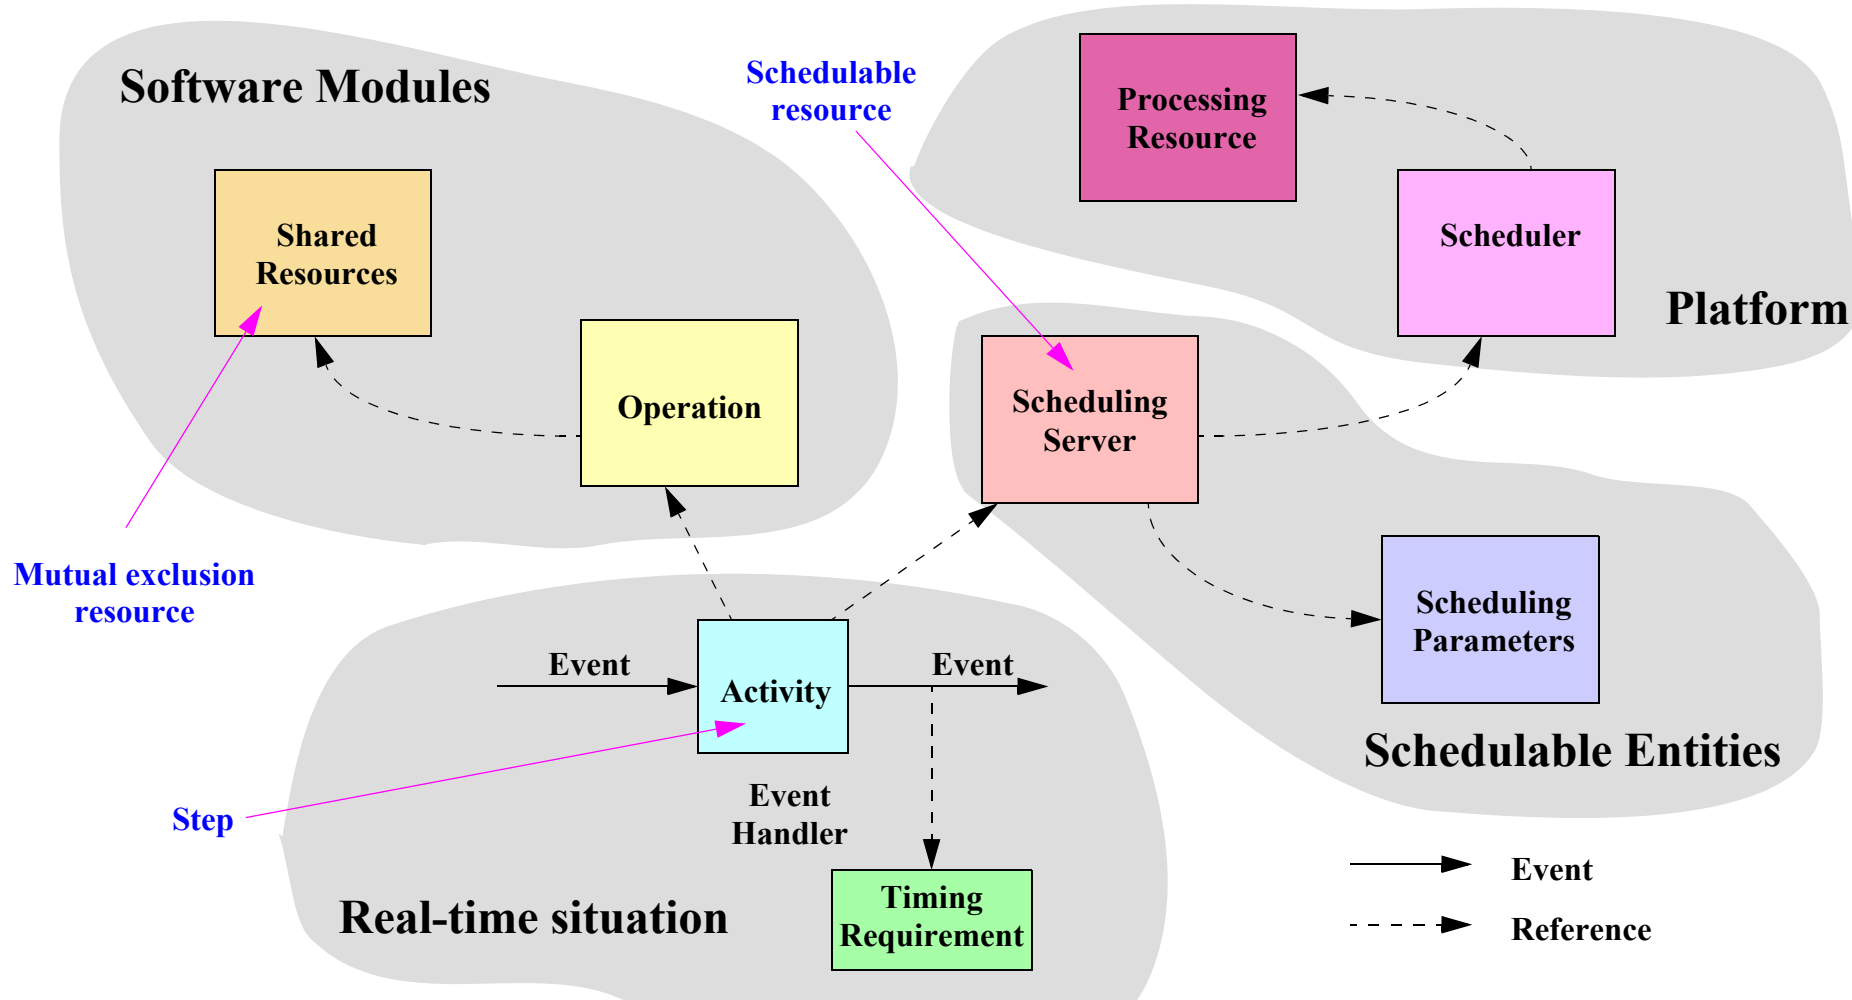 Software Modules
Schedulable
resource
Processing
Resource
Shared
Resources
Scheduler
Platform
Operation
Scheduling
Server
Mutual exclusion
resource
Scheduling
Parameters
Event
Activity
Event
Schedulable Entities
Step
Event
Handler
Timing
Requirement
Real-time situation
Event
Reference